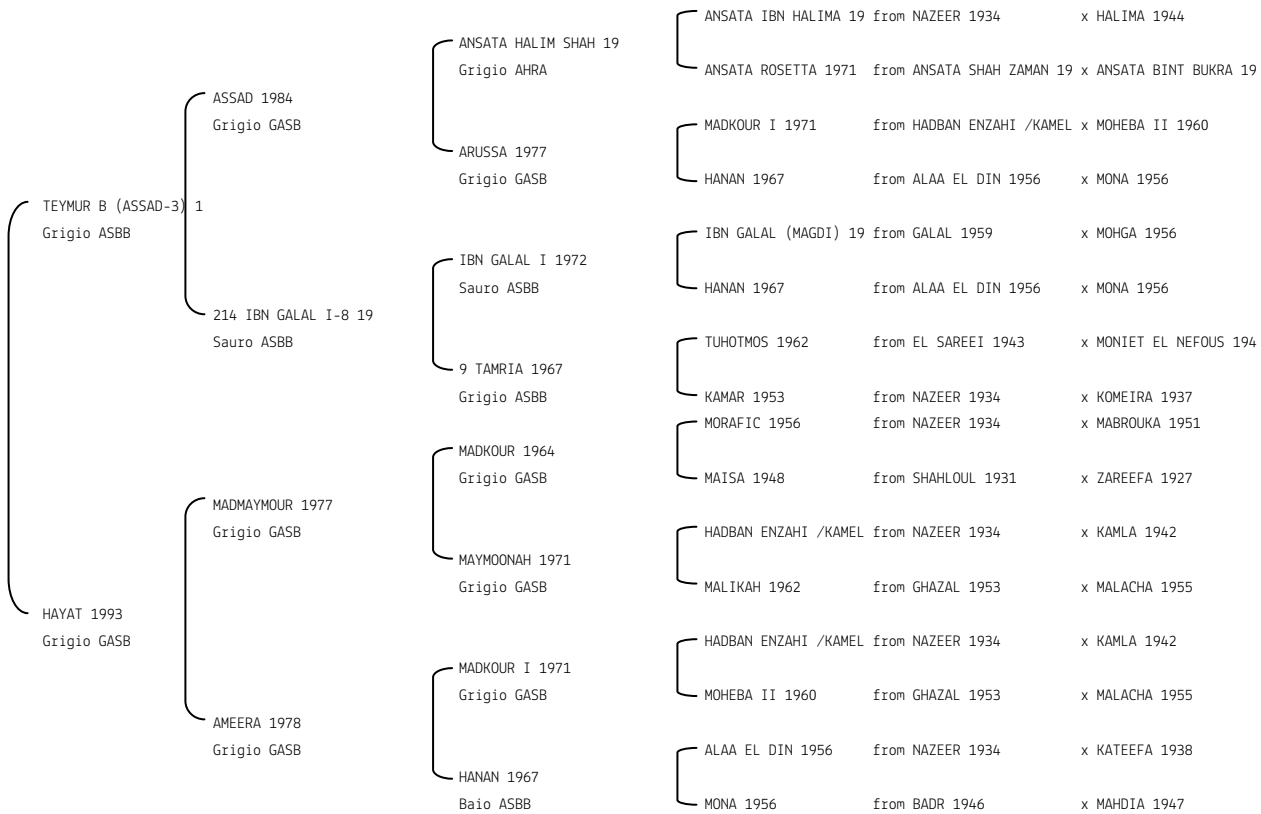 ANSATA IBN HALIMA 19 from NAZEER 1934 x HALIMA 1944
ANSATA HALIM SHAH 19
Grigio AHRA
ANSATA ROSETTA 1971 from ANSATA SHAH ZAMAN 19 x ANSATA BINT BUKRA 19
ASSAD 1984
Grigio GASB
MADKOUR I 1971 from HADBAN ENZAHI /KAMEL x MOHEBA II 1960
ARUSSA 1977
Grigio GASB
HANAN 1967 from ALAA EL DIN 1956 x MONA 1956
TEYMUR B (ASSAD-3) 1
Grigio ASBB
IBN GALAL (MAGDI) 19 from GALAL 1959 x MOHGA 1956
IBN GALAL I 1972
Sauro ASBB
HANAN 1967 from ALAA EL DIN 1956 x MONA 1956
214 IBN GALAL I-8 19
Sauro ASBB
TUHOTMOS 1962 from EL SAREEI 1943 x MONIET EL NEFOUS 194
9 TAMRIA 1967
Grigio ASBB
KAMAR 1953 from NAZEER 1934 x KOMEIRA 1937
MORAFIC 1956 from NAZEER 1934 x MABROUKA 1951
MADKOUR 1964
Grigio GASB
MAISA 1948 from SHAHLOUL 1931 x ZAREEFA 1927
MADMAYMOUR 1977
Grigio GASB
HADBAN ENZAHI /KAMEL from NAZEER 1934 x KAMLA 1942
MAYMOONAH 1971
Grigio GASB
MALIKAH 1962 from GHAZAL 1953 x MALACHA 1955
HAYAT 1993
Grigio GASB
HADBAN ENZAHI /KAMEL from NAZEER 1934 x KAMLA 1942
MADKOUR I 1971
Grigio GASB
MOHEBA II 1960 from GHAZAL 1953 x MALACHA 1955
AMEERA 1978
Grigio GASB
ALAA EL DIN 1956 from NAZEER 1934 x KATEEFA 1938
HANAN 1967
Baio ASBB
MONA 1956 from BADR 1946 x MAHDIA 1947